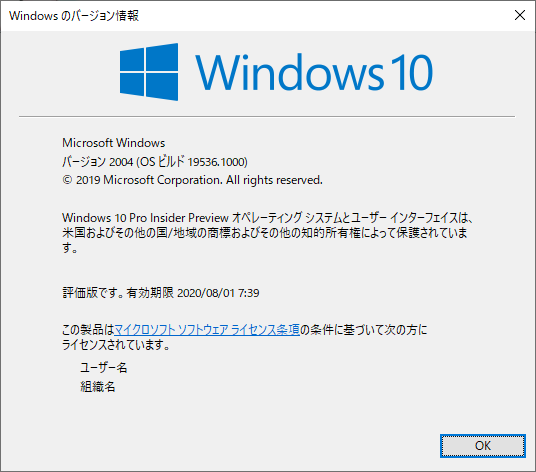 Windows のバージョン情報
Windows 10
Microsoft Windows
バージョン 2004 (OS ビルド 19536.1000)
© 2019 Microsoft Corporation. All rights reserved.
Windows 10 Pro Insider Preview オペレーティング システムとユーザー インターフェイスは、
米国およびその他の国/地域の商標およびその他の知的所有権によって保護されていま
す。
評価版です。有効期限 2020/08/01 7:39
この製品はマイクロソフト ソフトウェア ライセンス条項の条件に基づいて次の方に
ライセンスされています。
ユーザー名
組織名
OK